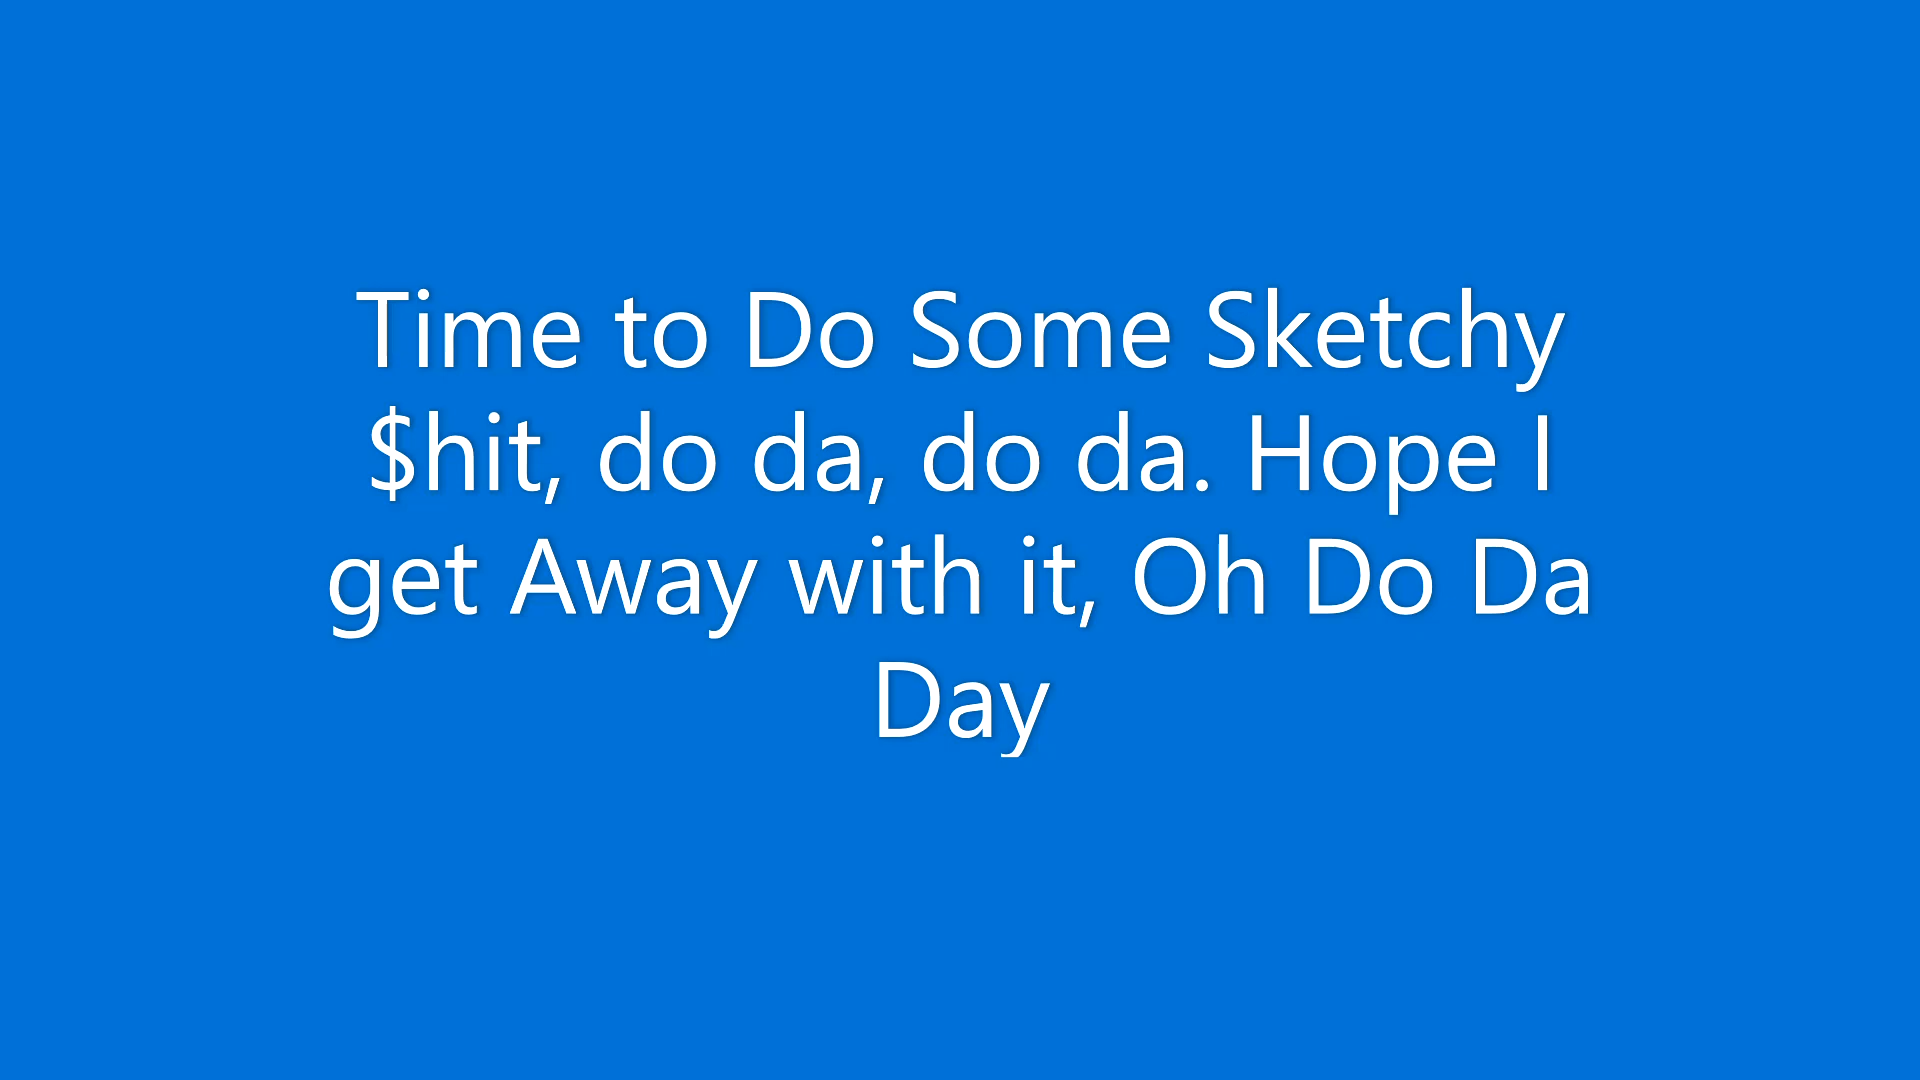 Time to Do Some Sketchy
$hit, do da, do da. Hope I
get Away with it, Oh Do Da
Day